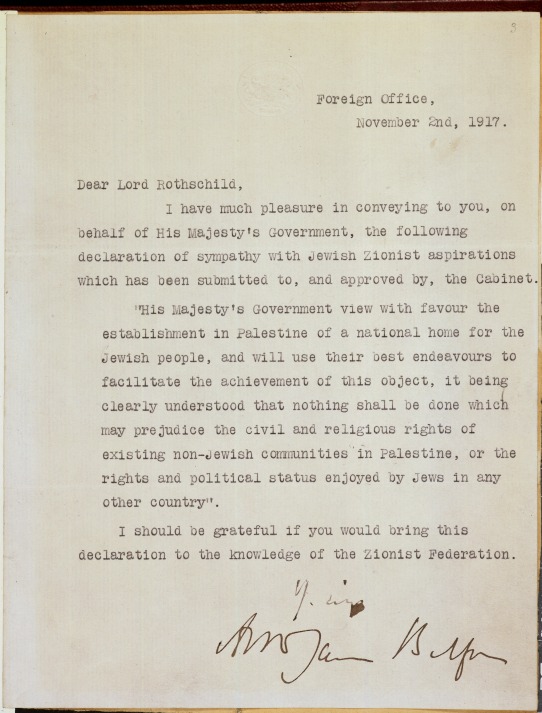 3
Foreign Office,
November 2nd, 1917.
Dear Lord Rothschild,
I have much pleasure in conveying to you, on
behalf of His Majesty's Government, the following
declaration of sympathy with Jewish Zionist aspirations
which has been submitted to, and approved by, the Cabinet.
"His Majesty's Government view with favour the
establishment in Palestine of a national home for the
Jewish people, and will use their best endeavours to
facilitate the achievement of this object, it being
clearly understood that nothing shall be done which
may prejudice the civil and religious rights of
existing non-Jewish communities in Palestine, or the
rights and political status enjoyed by Jews in any
other country".
I should be grateful if you would bring this
declaration to the knowledge of the Zionist Federation.
Arthur James Balfour